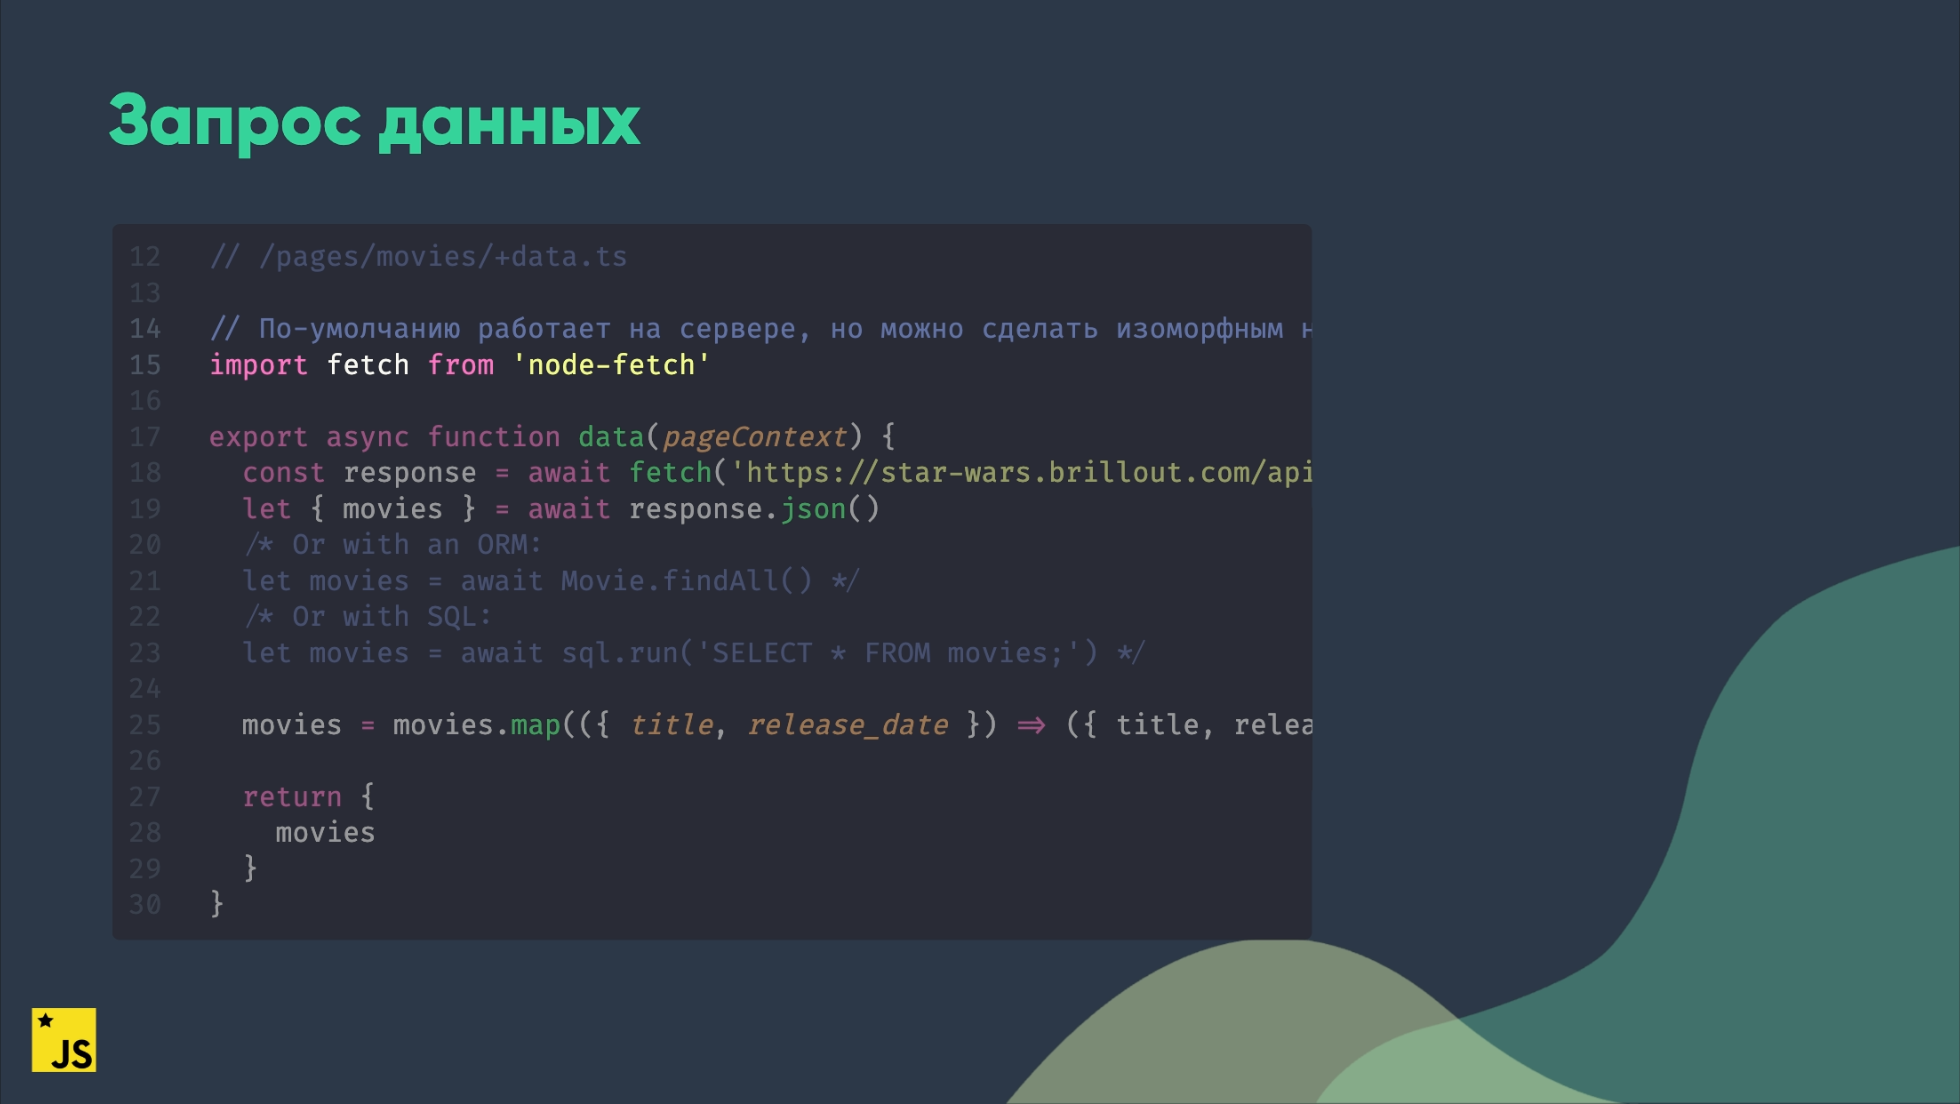 Запрос данных
12 // /pages/movies/+data.ts
13
14 // По-умолчанию работает на сервере, но можно сделать изоморфным
15 import fetch from 'node-fetch'
16
17 export async function data(pageContext) {
18 const response = await fetch('https://star-wars.brillout.com/api
19 let { movies } = await response.json()
20 /* Or with an ORM:
21 let movies = await Movie.findAll() */
22 /* Or with SQL:
23 let movies = await sql.run('SELECT * FROM movies;') */
24
25 movies = movies.map(({ title, release_date }) => ({ title, relea
26
27 return {
28 movies
29 }
30 }
JS